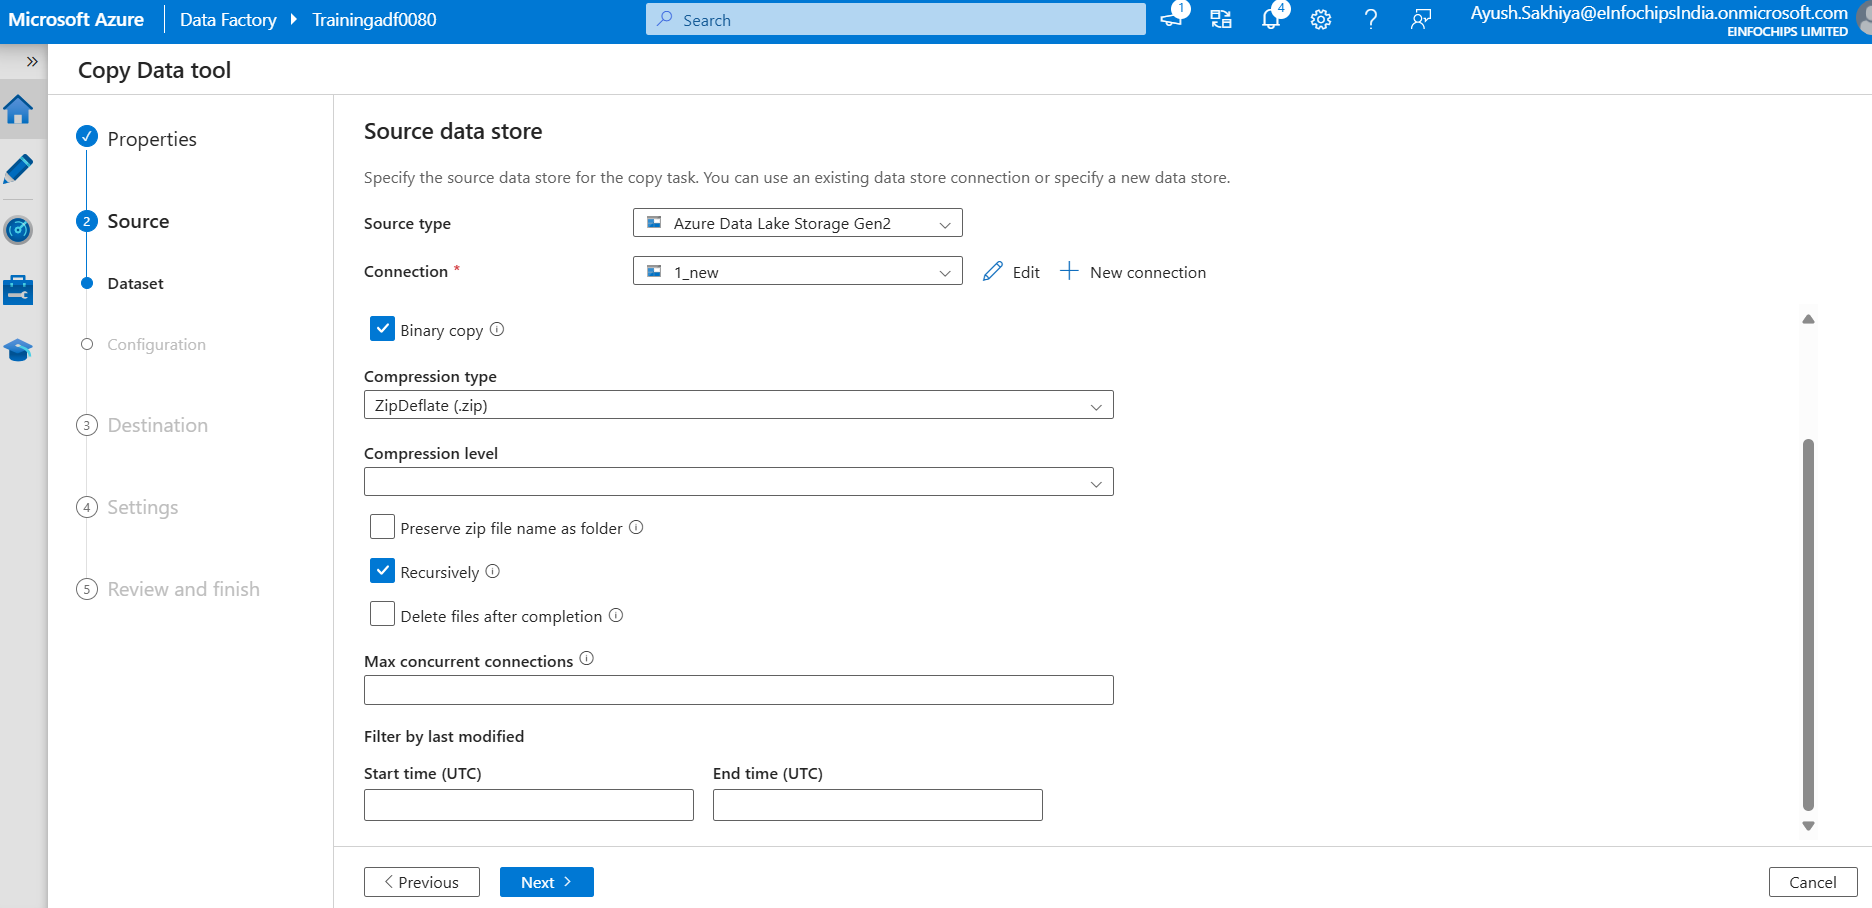 Microsoft Azure
Data Factory
Trainingadf0080
Search
1
4
Ayush.Sakhiya@eInfochipsIndia.onmicrosoft.com
EINFOCHIPS LIMITED
Copy Data tool
Properties
2 Source
Dataset
Configuration
3 Destination
4 Settings
5 Review and finish
Source data store
Specify the source data store for the copy task. You can use an existing data store connection or specify a new data store.
Source type
Azure Data Lake Storage Gen2
Connection *
1_new
Edit
New connection
Binary copy
Compression type
ZipDeflate (.zip)
Compression level
Preserve zip file name as folder
Recursively
Delete files after completion
Max concurrent connections
Filter by last modified
Start time (UTC)
End time (UTC)
Previous
Next
Cancel